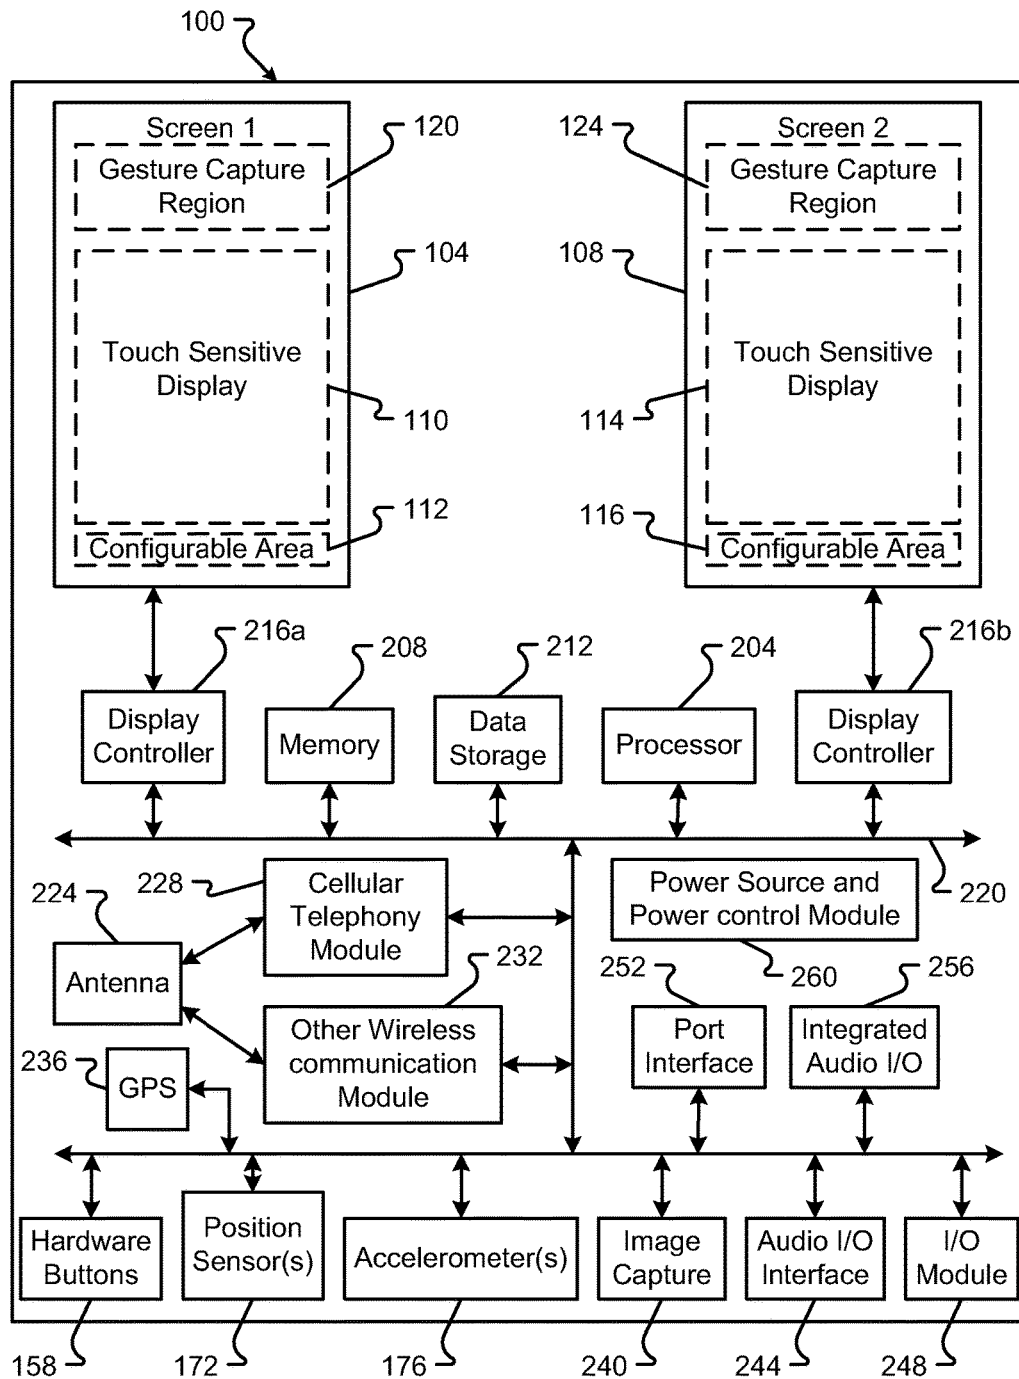 100
Screen 1
120
124
Screen 2
Gesture Capture
Region
Gesture Capture
Region
104
108
Touch Sensitive
Display
Touch Sensitive
Display
110
114
112
116
Configurable Area
Configurable Area
216a
208
212
204
216b
Display
Controller
Memory
Data
Storage
Processor
Display
Controller
228
Cellular
Telephony
Module
Power Source and
Power control Module
220
224
Antenna
232
252
260
256
Other Wireless
communication
Module
Port
Interface
Integrated
Audio I/O
236
GPS
Hardware
Buttons
Position
Sensor(s)
Accelerometer(s)
Image
Capture
Audio I/O
Interface
I/O
Module
158
172
176
240
244
248